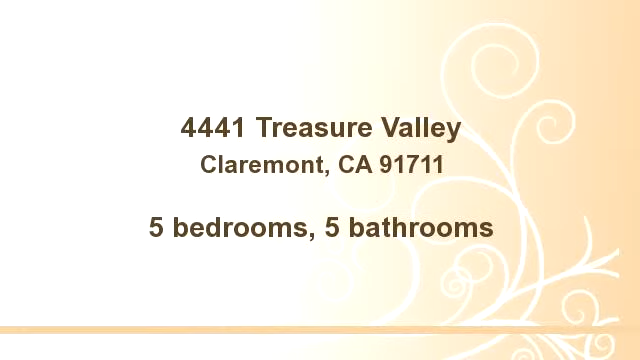 4441 Treasure Valley
Claremont, CA 91711
5 bedrooms, 5 bathrooms